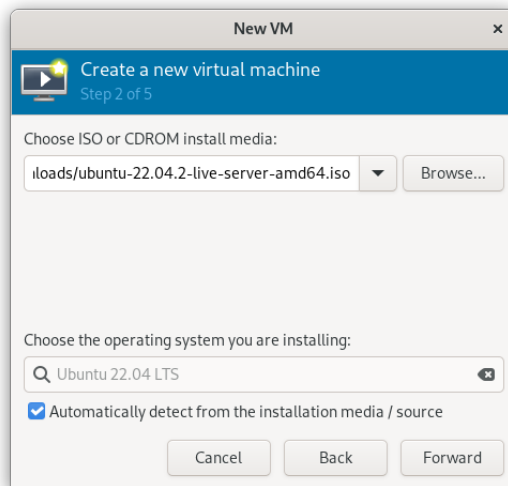 New VM
Create a new virtual machine
Step 2 of 5
Choose ISO or CDROM install media:
loads/ubuntu-22.04.2-live-server-amd64.iso
Browse...
Choose the operating system you are installing:
Ubuntu 22.04 LTS
Automatically detect from the installation media / source
Cancel Back Forward